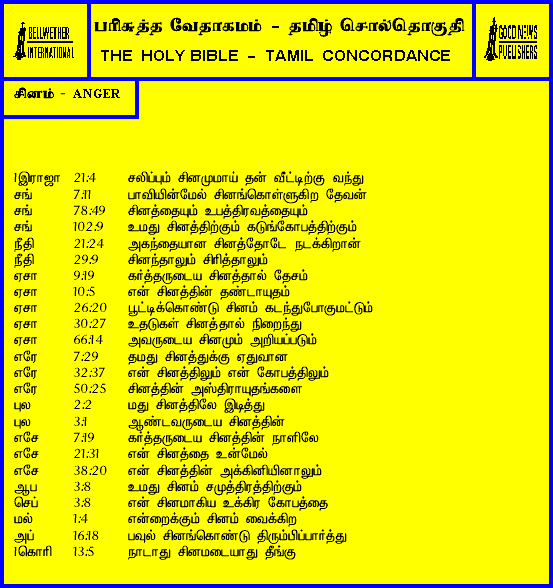 BELLWETHER
INTERNATIONAL
பரிசுத்த வேதாகமம் - தமிழ் சொல்தொகுதி
THE HOLY BIBLE - TAMIL CONCORDANCE
GOOD NEWS
PUBLISHERS
சினம் - ANGER
1இராஜா 21:4 சலிப்பும் சினமுமாய் தன் வீட்டிற்கு வந்து
சங் 7:11 பாவியின்மேல் சினங்கொள்ளுகிற தேவன்
சங் 78:49 சினத்தையும் உபத்திரவத்தையும்
சங் 102:9 உமது சினத்திற்கும் கடுங்கோபத்திற்கும்
நீதி 21:24 அகந்தையான சினத்தோடே நடக்கிறான்
நீதி 29:9 சினந்தாலும் சிரித்தாலும்
ஏசா 9:19 கர்த்தருடைய சினத்தால் தேசம்
ஏசா 10:5 என் சினத்தின் தண்டாயுதம்
ஏசா 26:20 பூட்டிக்கொண்டு சினம் கடந்துபோகுமட்டும்
ஏசா 30:27 உதடுகள் சினத்தால் நிறைந்து
ஏசா 66:14 அவருடைய சினமும் அறியப்படும்
எரே 7:29 தமது சினத்துக்கு ஏதுவான
எரே 32:37 என் சினத்திலும் என் கோபத்திலும்
எரே 50:25 சினத்தின் அஸ்திராயுதங்களை
புல 2:2 மது சினத்திலே இடித்து
புல 3:1 ஆண்டவருடைய சினத்தின்
எசே 7:19 கர்த்தருடைய சினத்தின் நாளிலே
எசே 21:31 என் சினத்தை உன்மேல்
எசே 38:20 என் சினத்தின் அக்கினியினாலும்
ஆப 3:8 உமது சினம் சமுத்திரத்திற்கும்
செப் 3:8 என் சினமாகிய உக்கிர கோபத்தை
மல் 1:4 என்றைக்கும் சினம் வைக்கிற
அப் 16:18 பவுல் சினங்கொண்டு திரும்பிப்பார்த்து
1கொரி 13:5 நாடாது சினமடையாது தீங்கு